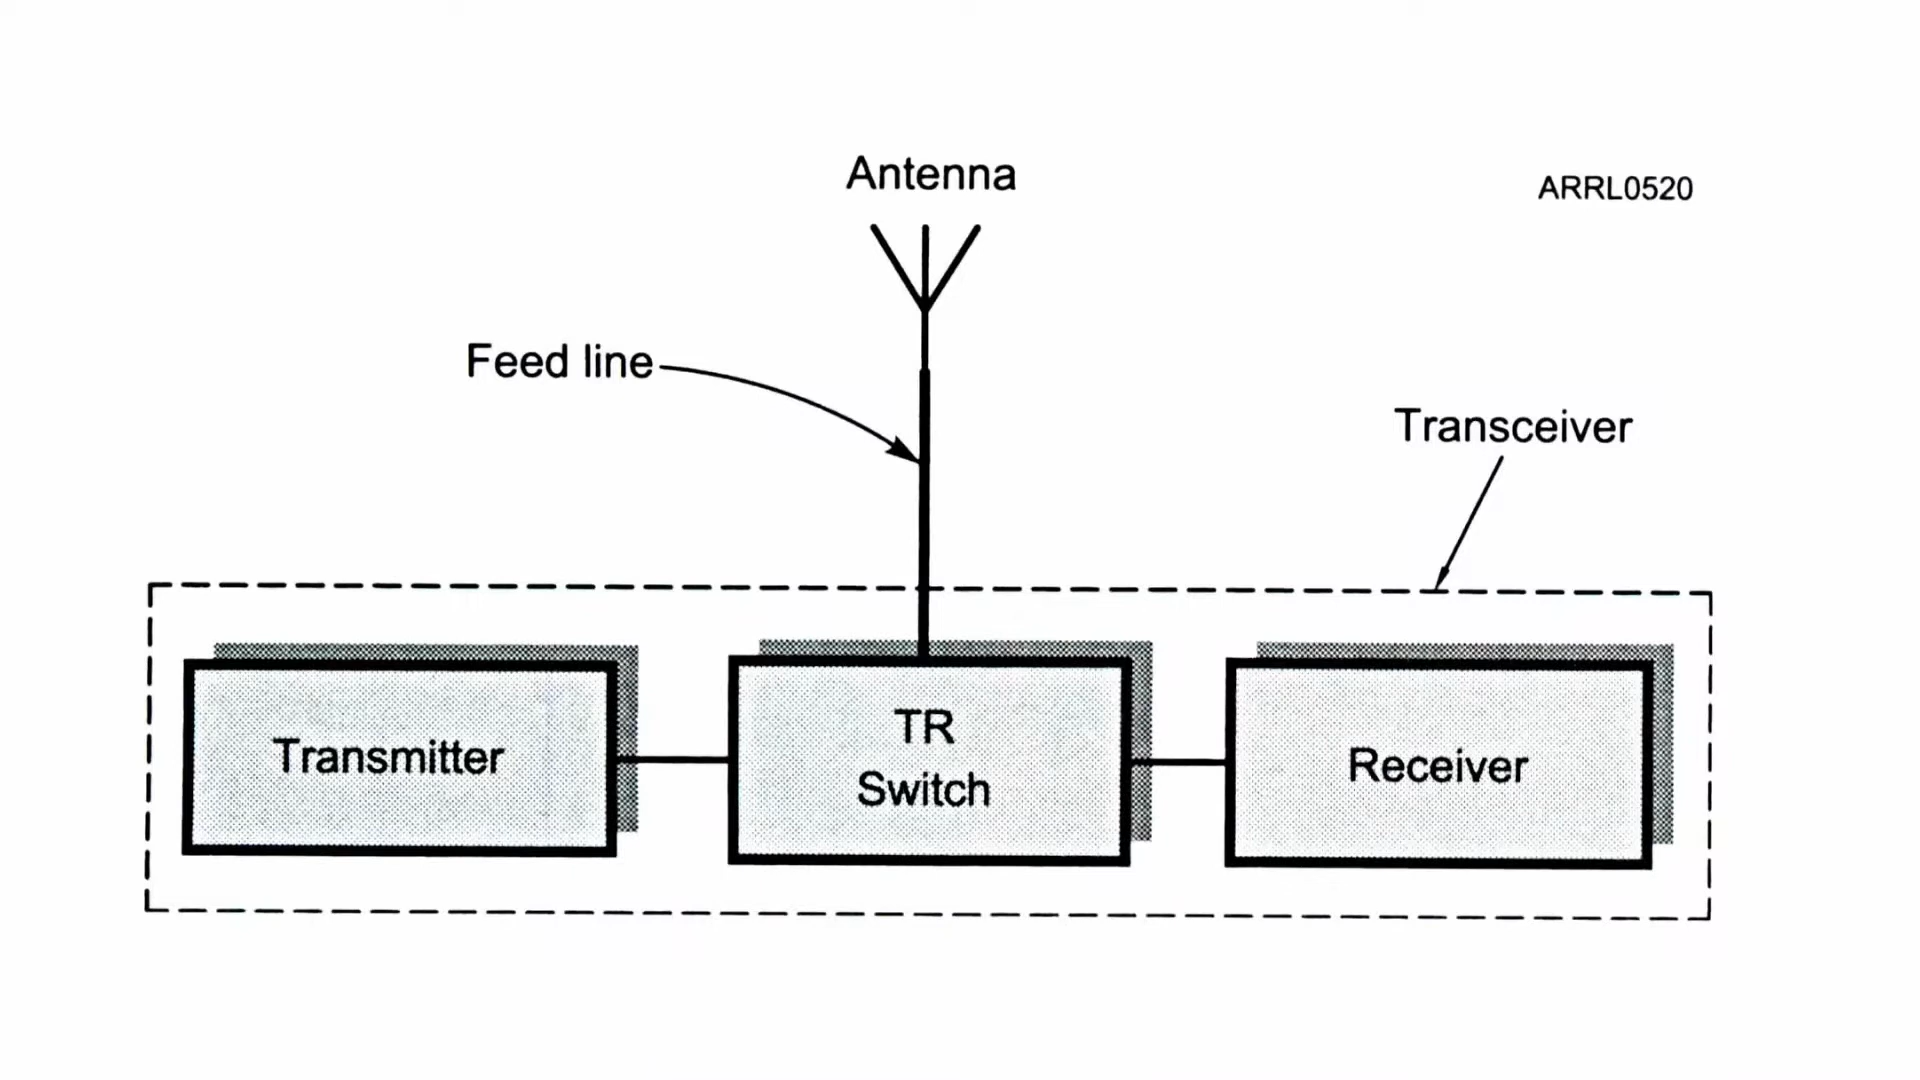 Antenna
ARRL0520
Feed line
Transceiver
Transmitter
TR
Switch
Receiver